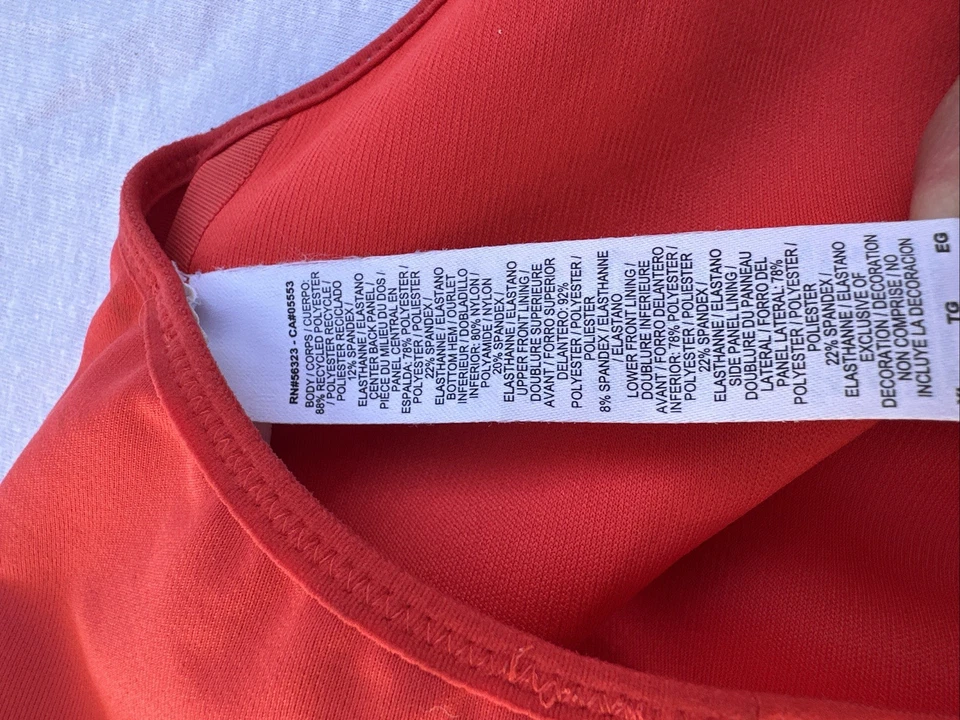 RN#56323 - CA#05553
BODY / CORPS / CUERPO:
88% RECYCLED POLYESTER
/ POLYESTER RECYCLÉ /
POLIESTER RECICLADO
12% SPANDEX /
ELASTHANNE / ELASTANO
CENTER BACK PANEL /
PIÈCE DU MILIEU DU DOS /
PANEL CENTRAL EN
ESPALDA: 78% POLYESTER /
POLYESTER / POLIESTER
22% SPANDEX /
ELASTHANNE / ELASTANO
BOTTOM HEM / OURLET
INFÉRIEUR / DOBLADILLO
INFERIOR: 80% NYLON /
POLYAMIDE / NYLON
20% SPANDEX /
ELASTHANNE / ELASTANO
UPPER FRONT LINING /
DOUBLURE SUPERIEURE
AVANT / FORRO SUPERIOR
DELANTERO: 92%
POLYESTER / POLYESTER /
POLIESTER
8% SPANDEX / ELASTHANNE
/ ELASTANO
LOWER FRONT LINING /
DOUBLURE INFÉRIEURE
AVANT / FORRO DELANTERO
INFERIOR: 78% POLYESTER /
POLYESTER / POLIESTER
22% SPANDEX /
ELASTHANNE / ELASTANO
SIDE PANEL LINING /
DOUBLURE DU PANNEAU
LATÉRAL / FORRO DEL
PANEL LATERAL: 78%
POLYESTER / POLYESTER /
POLIESTER
22% SPANDEX /
ELASTHANNE / ELASTANO
EXCLUSIVE OF
DECORATION / DECORATION
NON COMPRISE / NO
INCLUYE LA DECORACION
TG EG